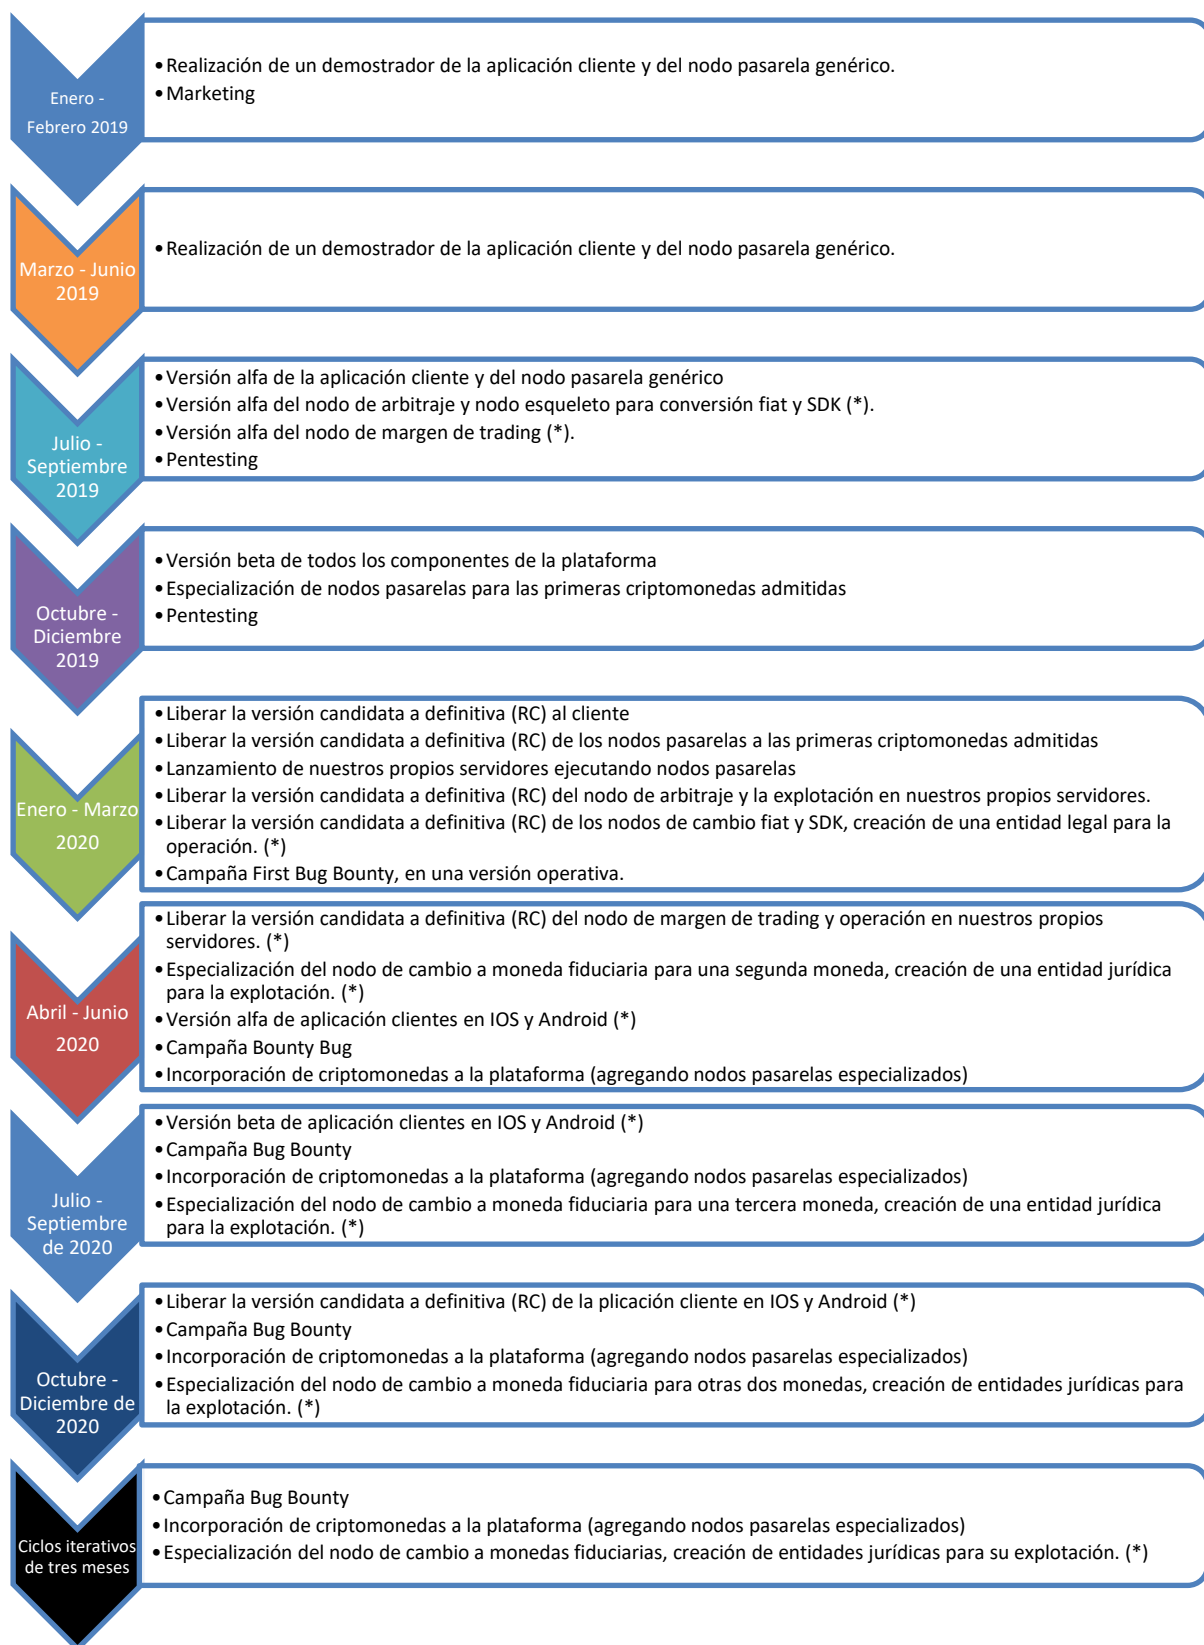 Enero -
Febrero 2019
•Realización de un demostrador de la aplicación cliente y del nodo pasarela genérico.
•Marketing
Marzo - Junio
2019
•Realización de un demostrador de la aplicación cliente y del nodo pasarela genérico.
Julio -
Septiembre
2019
•Versión alfa de la aplicación cliente y del nodo pasarela genérico
•Versión alfa del nodo de arbitraje y nodo esqueleto para conversión fiat y SDK (*).
•Versión alfa del nodo de margen de trading (*).
•Pentesting
Octubre -
Diciembre
2019
•Versión beta de todos los componentes de la plataforma
•Especialización de nodos pasarelas para las primeras criptomonedas admitidas
•Pentesting
Enero - Marzo
2020
•Liberar la versión candidata a definitiva (RC) al cliente
•Liberar la versión candidata a definitiva (RC) de los nodos pasarelas a las primeras criptomonedas admitidas
•Lanzamiento de nuestros propios servidores ejecutando nodos pasarelas
•Liberar la versión candidata a definitiva (RC) del nodo de arbitraje y la explotación en nuestros propios servidores.
•Liberar la versión candidata a definitiva (RC) de los nodos de cambio fiat y SDK, creación de una entidad legal para la
operación. (*)
•Campaña First Bug Bounty, en una versión operativa.
Abril - Junio
2020
•Liberar la versión candidata a definitiva (RC) del nodo de margen de trading y operación en nuestros propios
servidores. (*)
•Especialización del nodo de cambio a moneda fiduciaria para una segunda moneda, creación de una entidad jurídica
para la explotación. (*)
•Versión alfa de aplicación clientes en IOS y Android (*)
•Campaña Bounty Bug
•Incorporación de criptomonedas a la plataforma (agregando nodos pasarelas especializados)
Julio -
Septiembre
de 2020
•Versión beta de aplicación clientes en IOS y Android (*)
•Campaña Bug Bounty
•Incorporación de criptomonedas a la plataforma (agregando nodos pasarelas especializados)
•Especialización del nodo de cambio a moneda fiduciaria para una tercera moneda, creación de una entidad jurídica
para la explotación. (*)
Octubre -
Diciembre de
2020
•Liberar la versión candidata a definitiva (RC) de la plicación cliente en IOS y Android (*)
•Campaña Bug Bounty
•Incorporación de criptomonedas a la plataforma (agregando nodos pasarelas especializados)
•Especialización del nodo de cambio a moneda fiduciaria para otras dos monedas, creación de entidades jurídicas para
la explotación. (*)
Ciclos iterativos
de tres meses
•Campaña Bug Bounty
•Incorporación de criptomonedas a la plataforma (agregando nodos pasarelas especializados)
•Especialización del nodo de cambio a monedas fiduciarias, creación de entidades jurídicas para su explotación. (*)